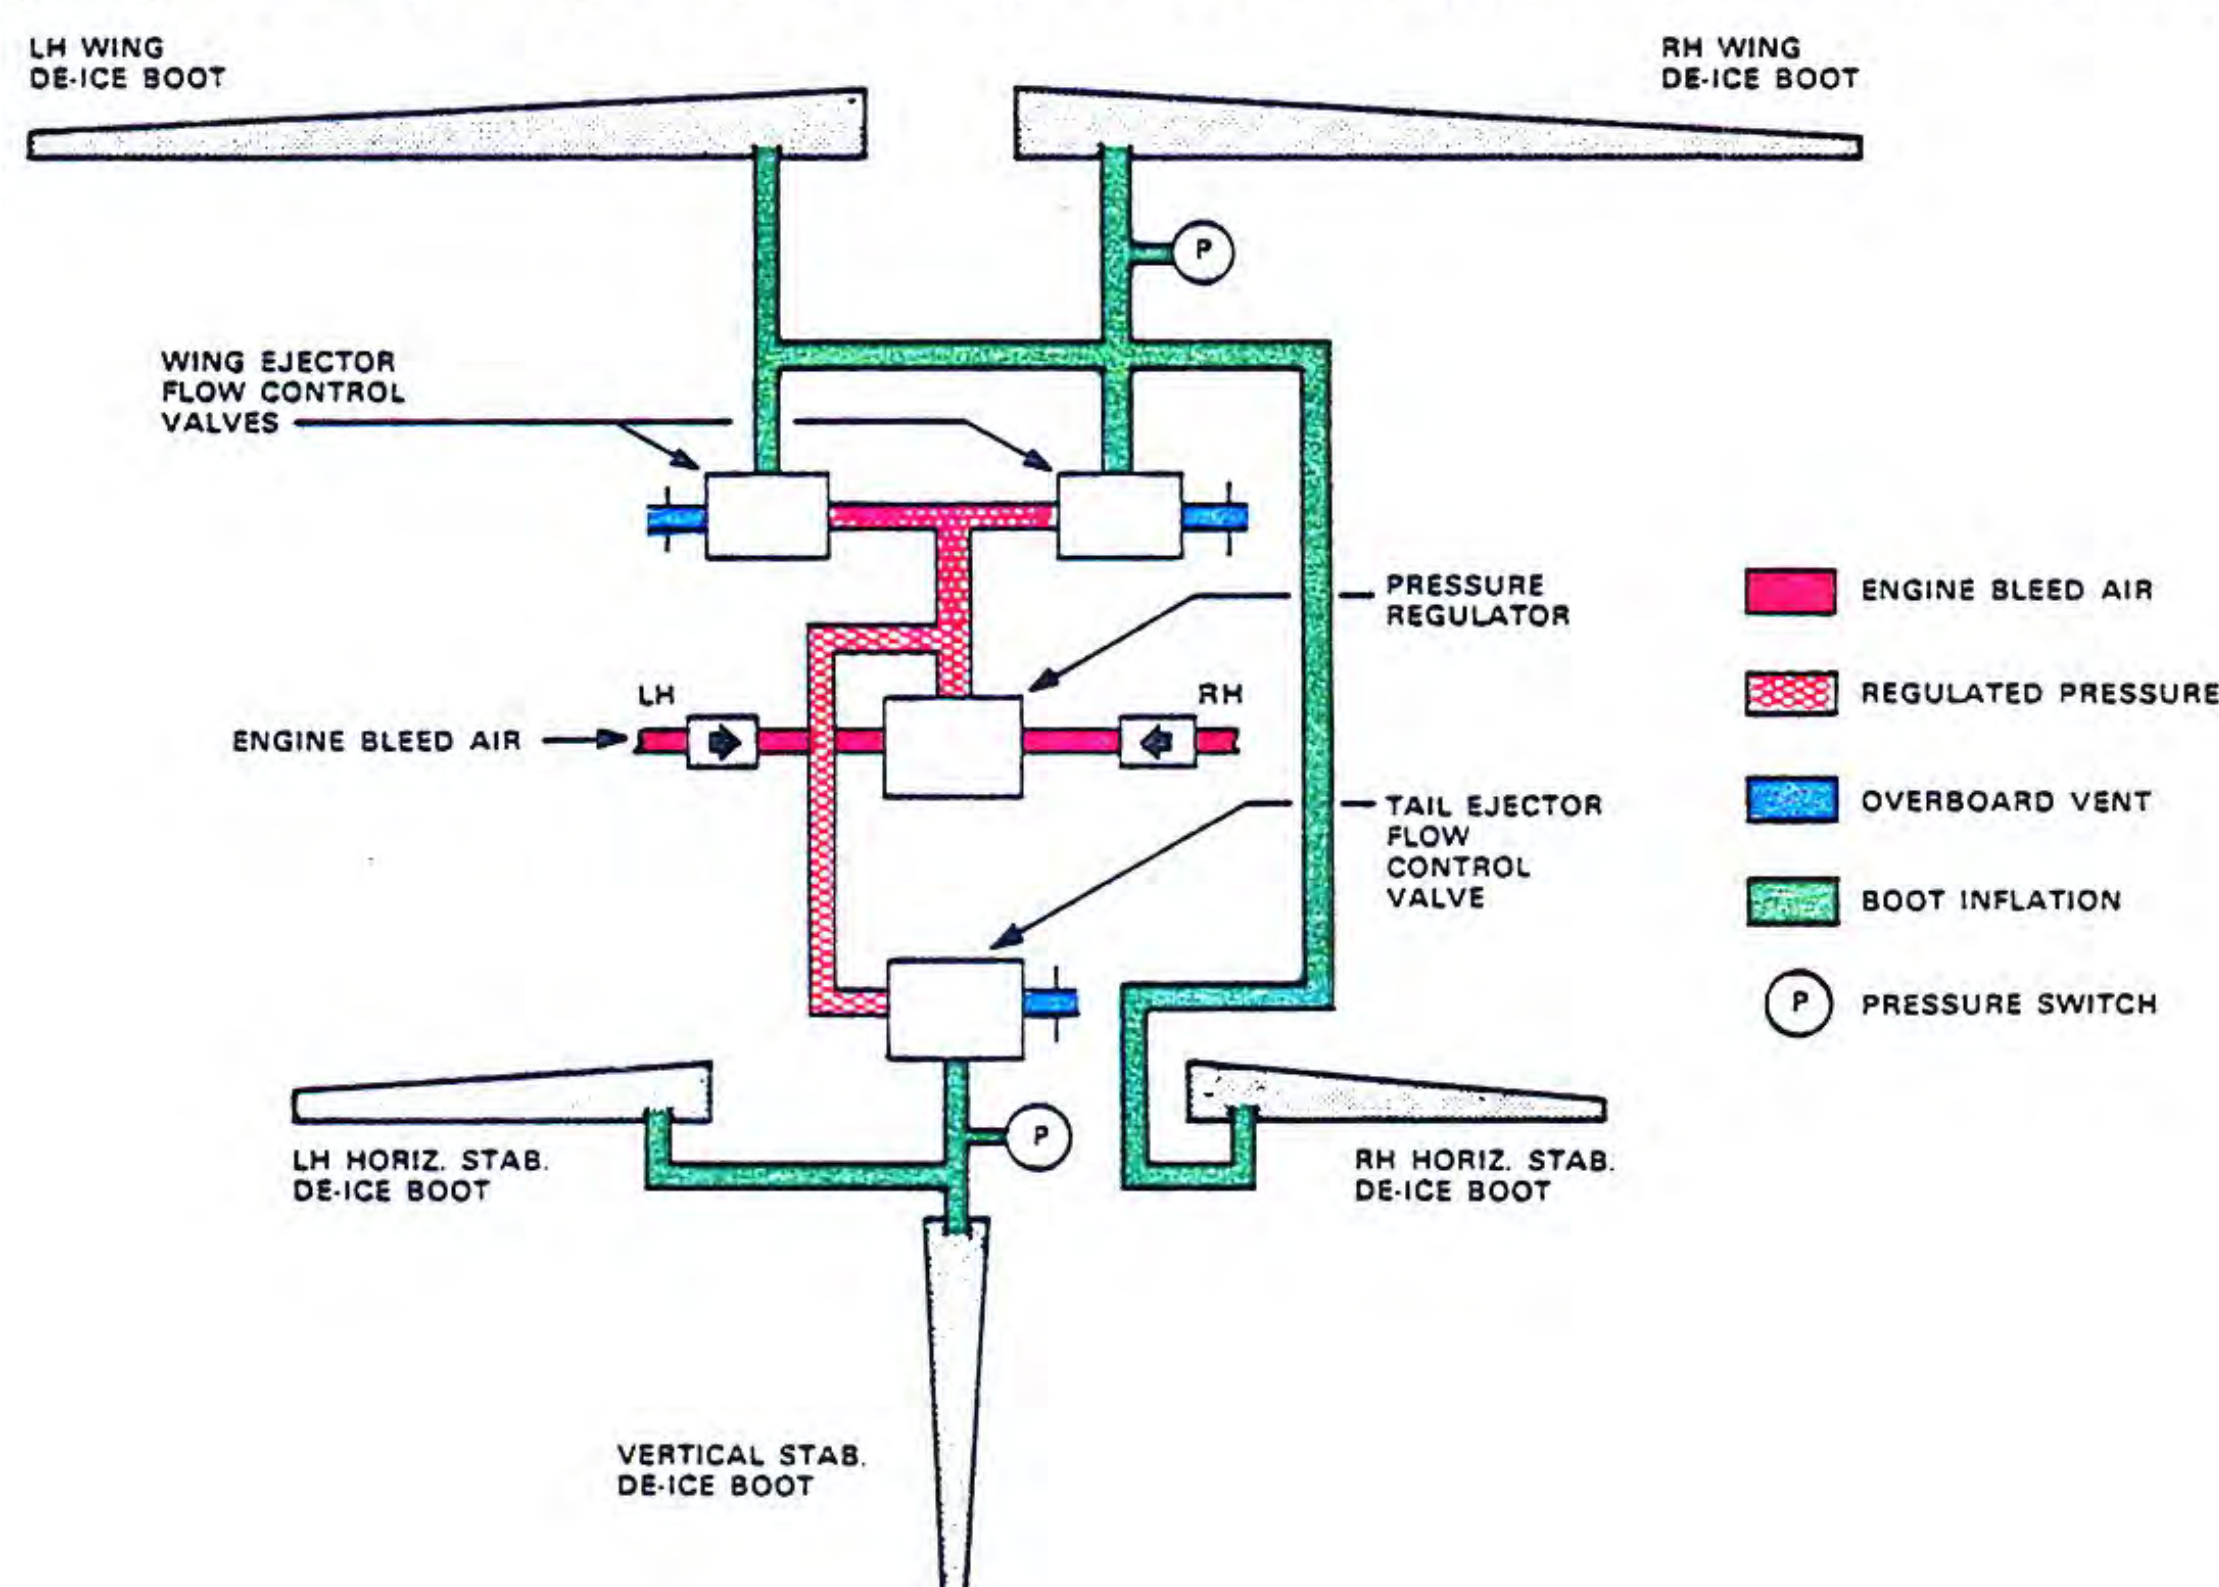 LH WING
DE-ICE BOOT
RH WING
DE-ICE BOOT
P
WING EJECTOR
FLOW CONTROL
VALVES
PRESSURE
REGULATOR
LH
RH
ENGINE BLEED AIR
TAIL EJECTOR
FLOW
CONTROL
VALVE
P
LH HORIZ. STAB.
DE-ICE BOOT
RH HORIZ. STAB.
DE-ICE BOOT
VERTICAL STAB.
DE-ICE BOOT
ENGINE BLEED AIR
REGULATED PRESSURE
OVERBOARD VENT
BOOT INFLATION
P PRESSURE SWITCH